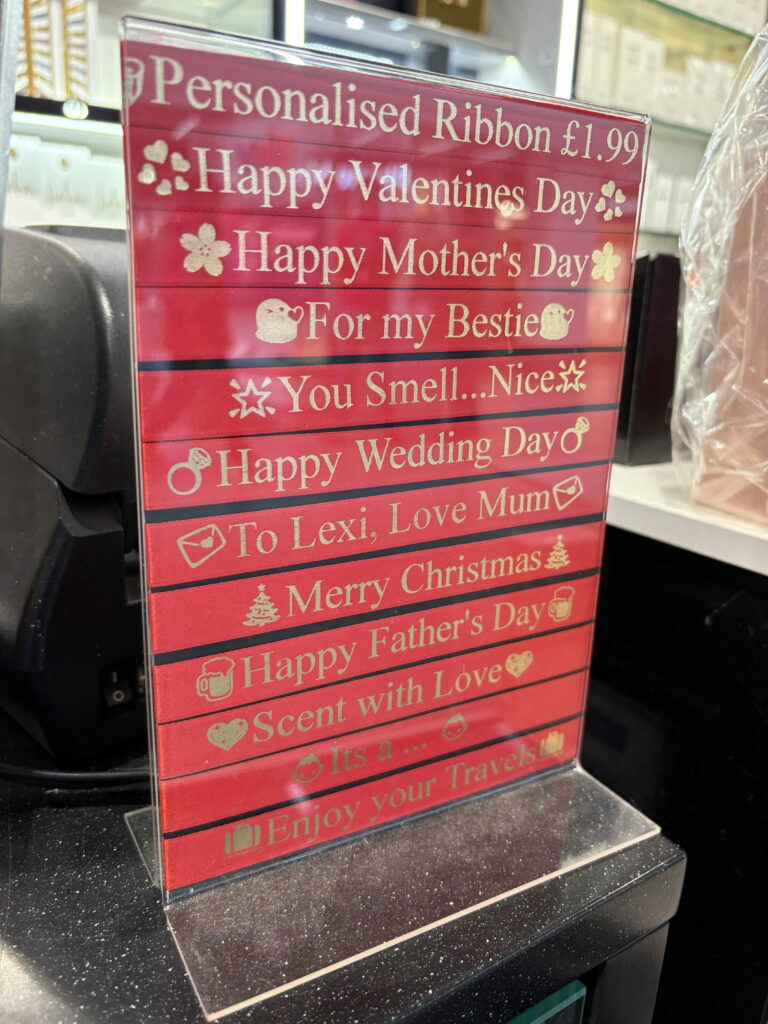 Personalised Ribbon £1.99
Happy Valentines Day
Happy Mother's Day
For my Bestie
You Smell...Nice
Happy Wedding Day
To Lexi, Love Mum
Merry Christmas
Happy Father's Day
Scent with Love
Its a ...
Enjoy your Travels